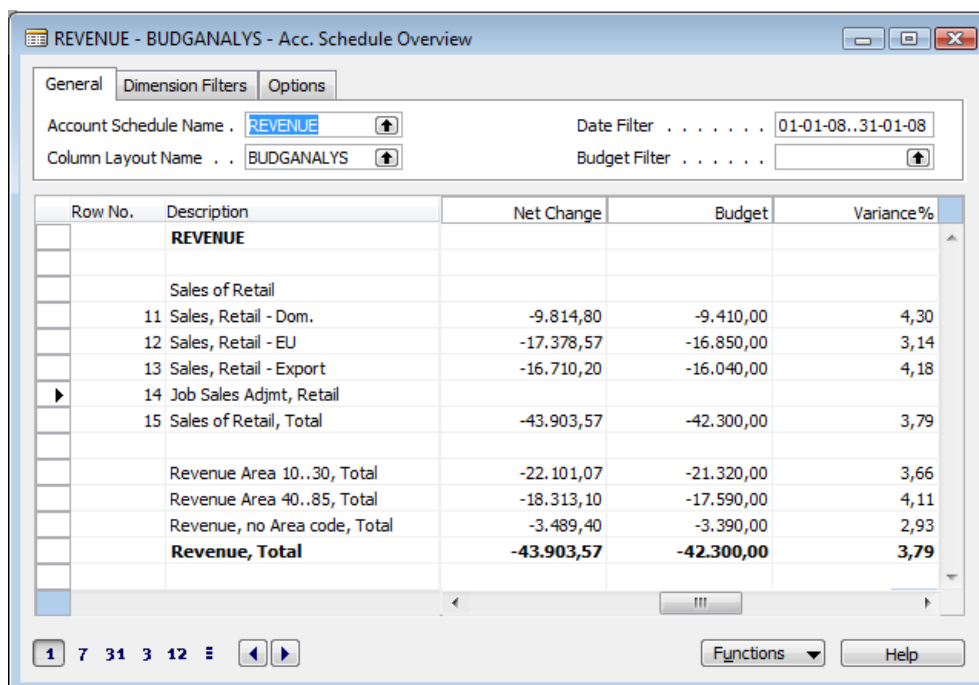 REVENUE - BUDGANALYS - Acc. Schedule Overview
General Dimension Filters Options
Account Schedule Name . REVENUE Date Filter . . . . . . . 01-01-08..31-01-08
Column Layout Name . . BUDGANALYS Budget Filter . . . . . .
Row No. Description Net Change Budget Variance%
REVENUE
Sales of Retail
11 Sales, Retail - Dom. -9.814,80 -9.410,00 4,30
12 Sales, Retail - EU -17.378,57 -16.850,00 3,14
13 Sales, Retail - Export -16.710,20 -16.040,00 4,18
14 Job Sales Adjmt, Retail
15 Sales of Retail, Total -43.903,57 -42.300,00 3,79
Revenue Area 10..30, Total -22.101,07 -21.320,00 3,66
Revenue Area 40..85, Total -18.313,10 -17.590,00 4,11
Revenue, no Area code, Total -3.489,40 -3.390,00 2,93
Revenue, Total -43.903,57 -42.300,00 3,79
1 7 31 3 12 Functions Help